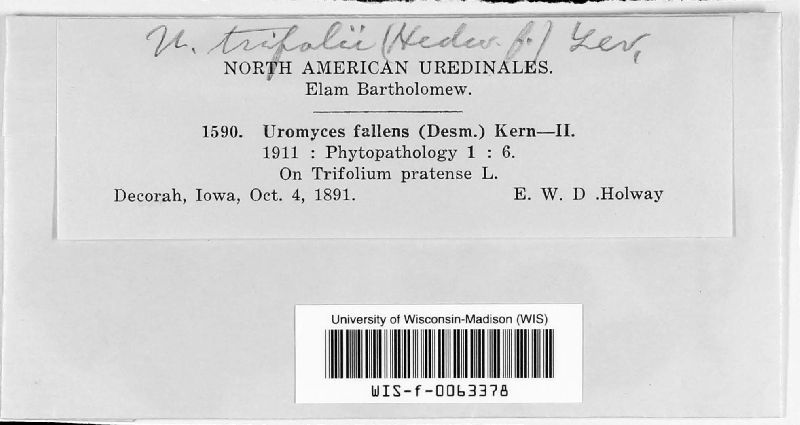 U. trifolii (Hedw. f.) Lev.
NORTH AMERICAN UREDINALES.
Elam Bartholomew.
1590. Uromyces fallens (Desm.) Kern—II.
1911 : Phytopathology 1 : 6.
On Trifolium pratense L.
Decorah, Iowa, Oct. 4, 1891. E. W. D .Holway
University of Wisconsin-Madison (WIS)
WIS-f-0063378